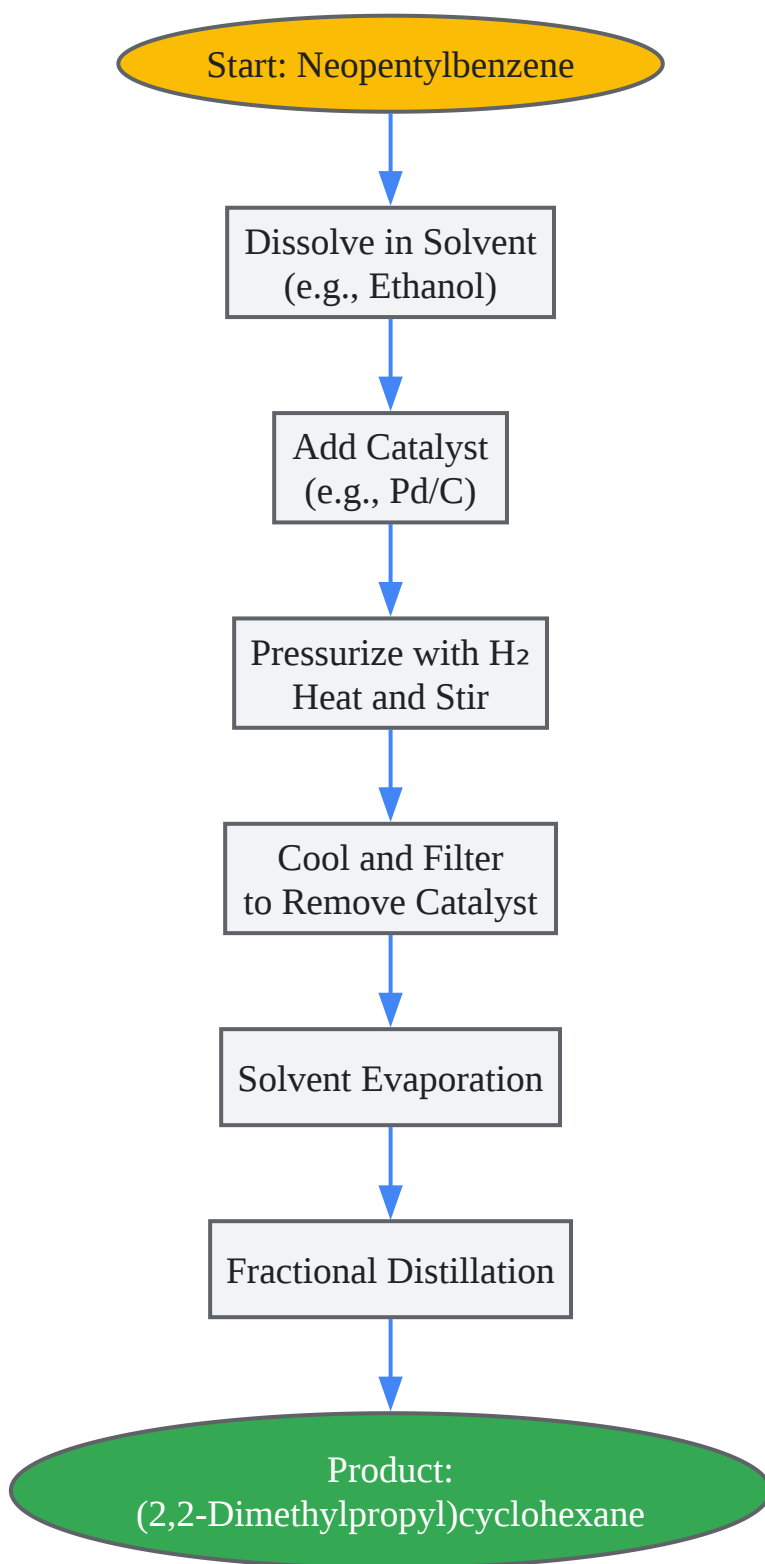 Start: Neopentylbenzene
Dissolve in Solvent
(e.g., Ethanol)
Add Catalyst
(e.g., Pd/C)
Pressurize with H₂
Heat and Stir
Cool and Filter
to Remove Catalyst
Solvent Evaporation
Fractional Distillation
Product:
(2,2-Dimethylpropyl)cyclohexane